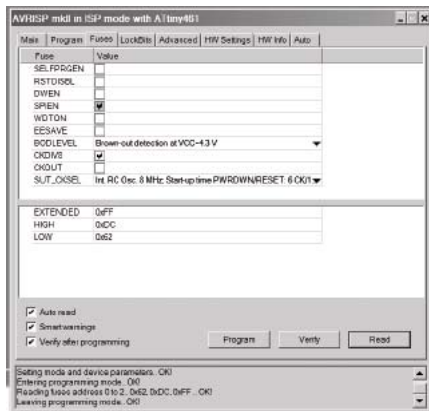 AVRISP mkII in ISP mode with ATtiny461
Main Program Fuses LockBits Advanced HW Settings HW Info Auto
Fuse Value
SELFPRGEN
RSTDISBL
DWEN
SPIEN
WDTON
EESAVE
BODLEVEL Brown-out detection at VCC=4.3 V
CKDIV8
CKOUT
SUT_CKSEL Int. RC Osc. 8 MHz; Start-up time PWRDWN/RESET: 6 CK/1
EXTENDED 0xFF
HIGH 0xDC
LOW 0x62
Auto read
Smart warnings
Verify after programming
Program Verify Read
Setting mode and device parameters.. OK!
Entering programming mode.. OK!
Reading fuses address 0 to 2.. 0x62, 0xDC, 0xFF .. OK!
Leaving programming mode.. OK!